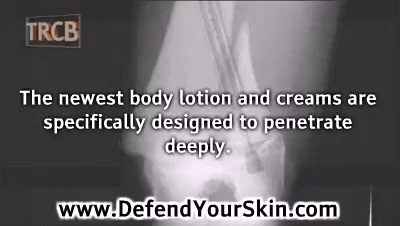 TRCB
The newest body lotion and creams are
specifically designed to penetrate
deeply.
www.DefendYourSkin.com